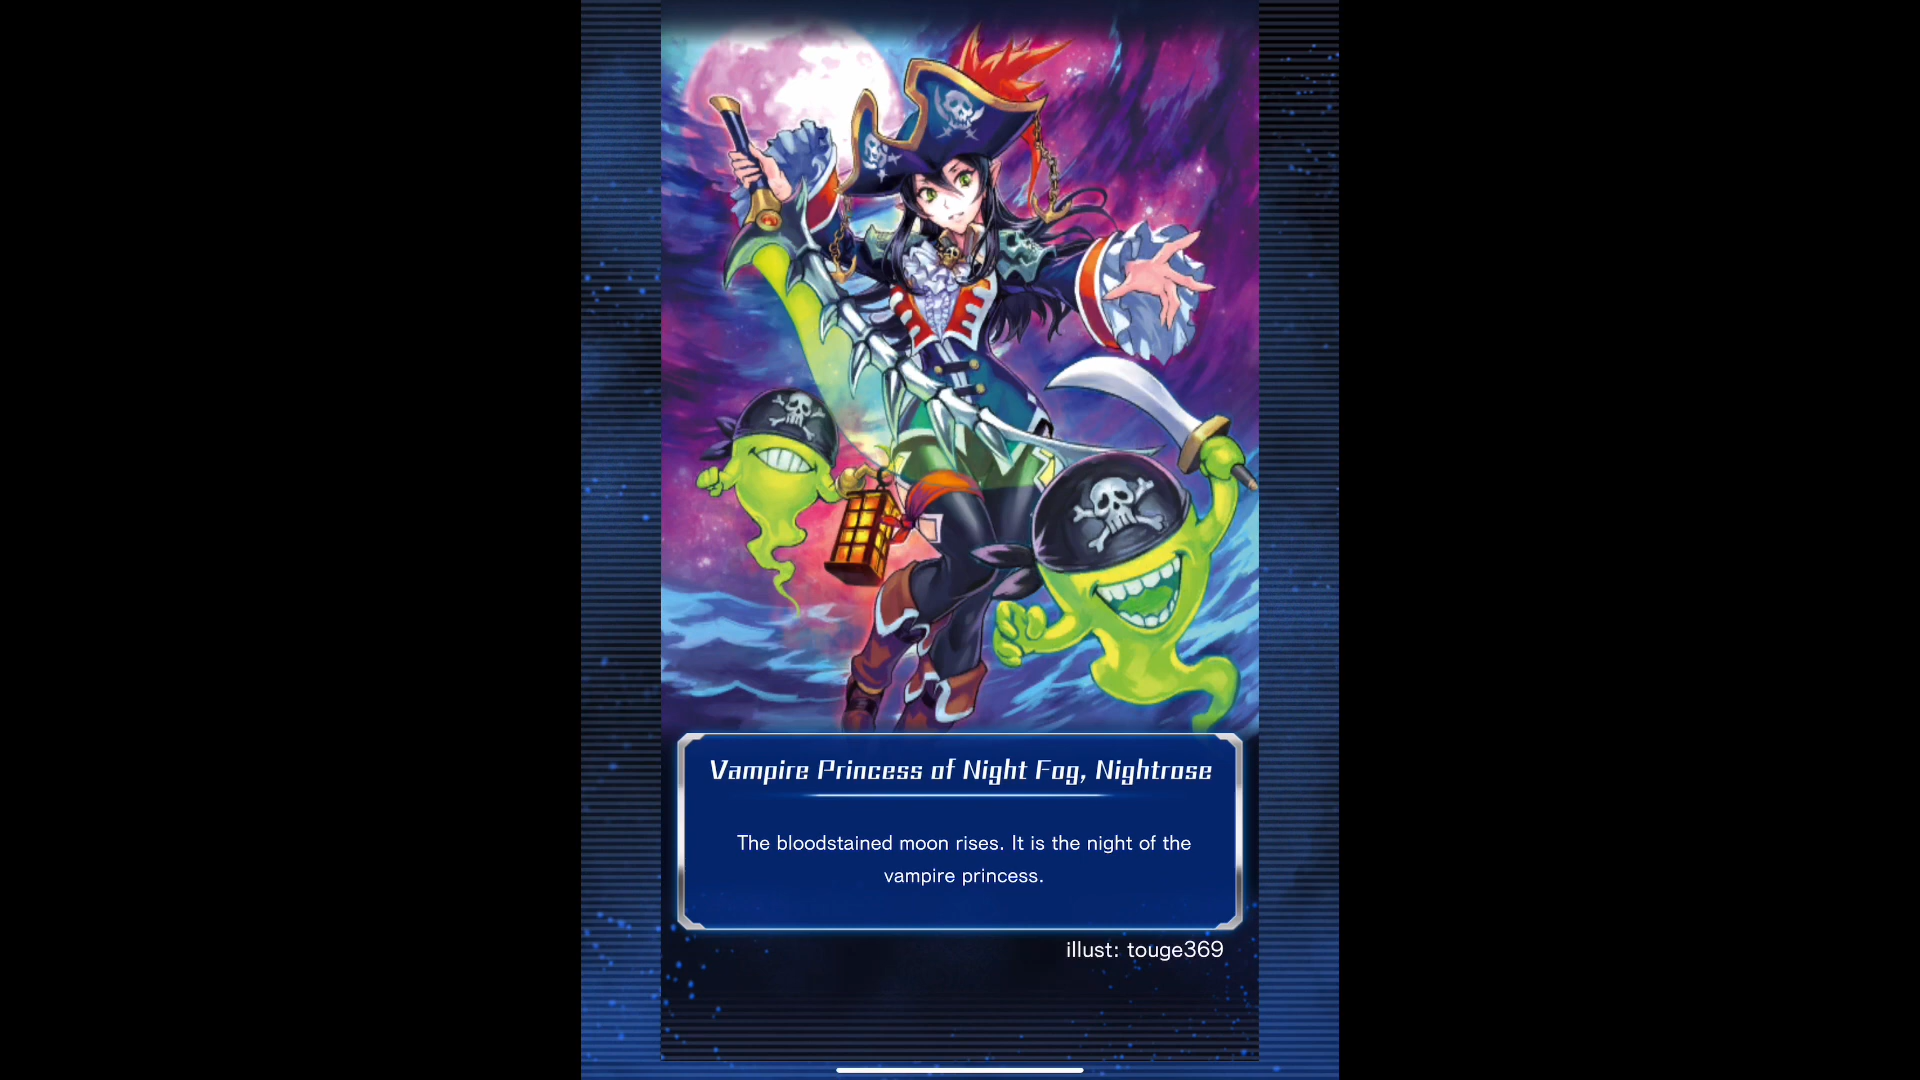 Vampire Princess of Night Fog, Nightrose
The bloodstained moon rises. It is the night of the
vampire princess.
illust: touge369